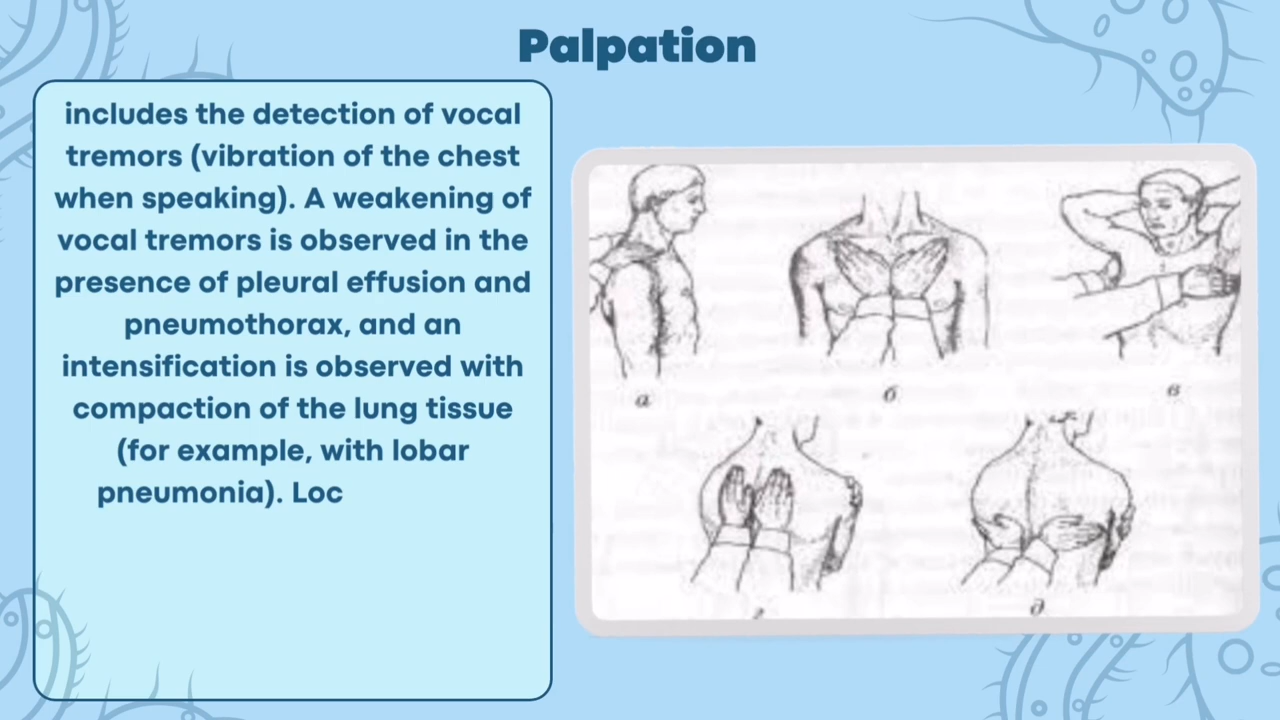 Palpation
includes the detection of vocal
tremors (vibration of the chest
when speaking). A weakening of
vocal tremors is observed in the
presence of pleural effusion and
pneumothorax, and an
intensification is observed with
compaction of the lung tissue
(for example, with lobar
pneumonia). Loc
а
б
в
г
д